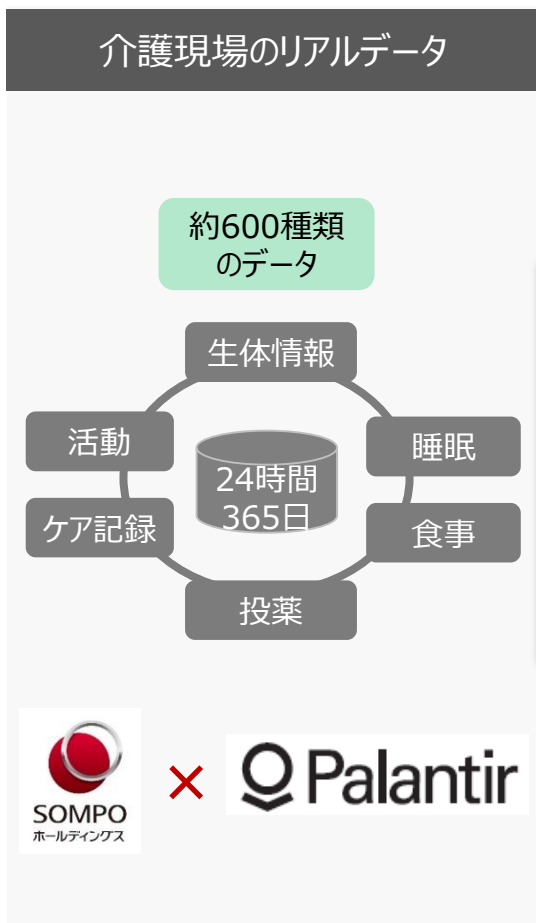 介護現場のリアルデータ
約600種類
のデータ
生体情報
活動
睡眠
24時間
365日
ケア記録
食事
投薬
SOMPO
ホールディングス
×
Palantir